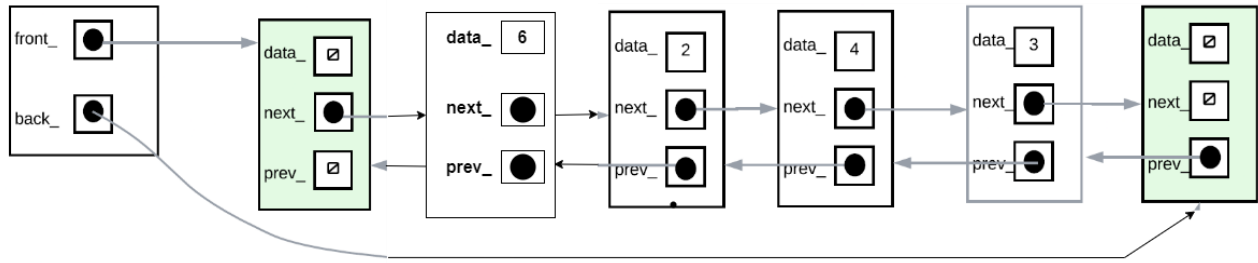 front_
back_
data_
next_
prev_
data_ 6
next_
prev_
data_ 2
next_
prev_
data_ 4
next_
prev_
data_ 3
next_
prev_
data_
next_
prev_